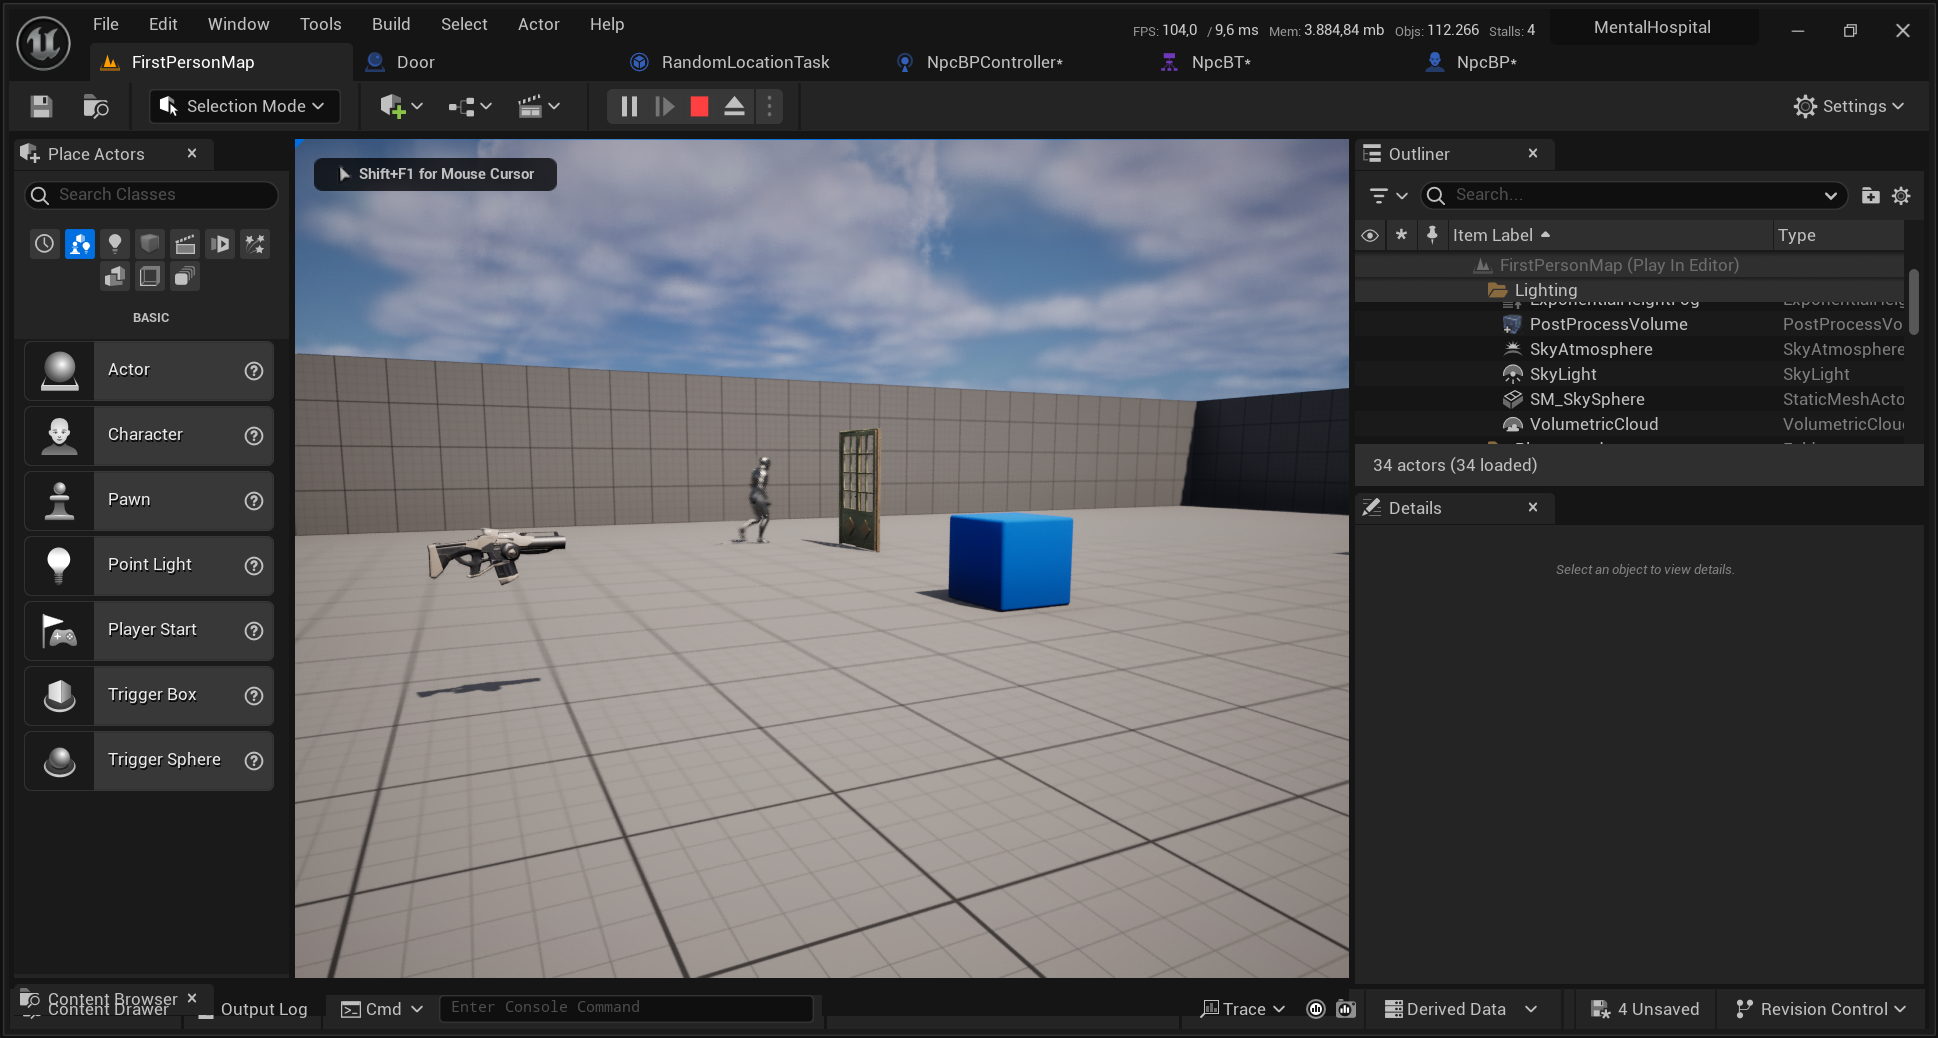 File Edit Window Tools Build Select Actor Help
FPS: 104,0 / 9,6 ms Mem: 3.884,84 mb Objs: 112.266 Stalls: 4
MentalHospital
FirstPersonMap Door RandomLocationTask NpcBPController* NpcBT* NpcBP*
Selection Mode
Settings
Place Actors
Search Classes
BASIC
Actor
Character
Pawn
Point Light
Player Start
Trigger Box
Trigger Sphere
Shift+F1 for Mouse Cursor
Outliner
Search...
Item Label Type
FirstPersonMap (Play In Editor)
Lighting
ExponentialHeightFog
PostProcessVolume PostProcessVo
SkyAtmosphere SkyAtmosphere
SkyLight SkyLight
SM_SkySphere StaticMeshActo
VolumetricCloud VolumetricClou
34 actors (34 loaded)
Details
Select an object to view details.
Content Browser
Content Drawer Output Log Cmd Enter Console Command Trace Derived Data 4 Unsaved Revision Control